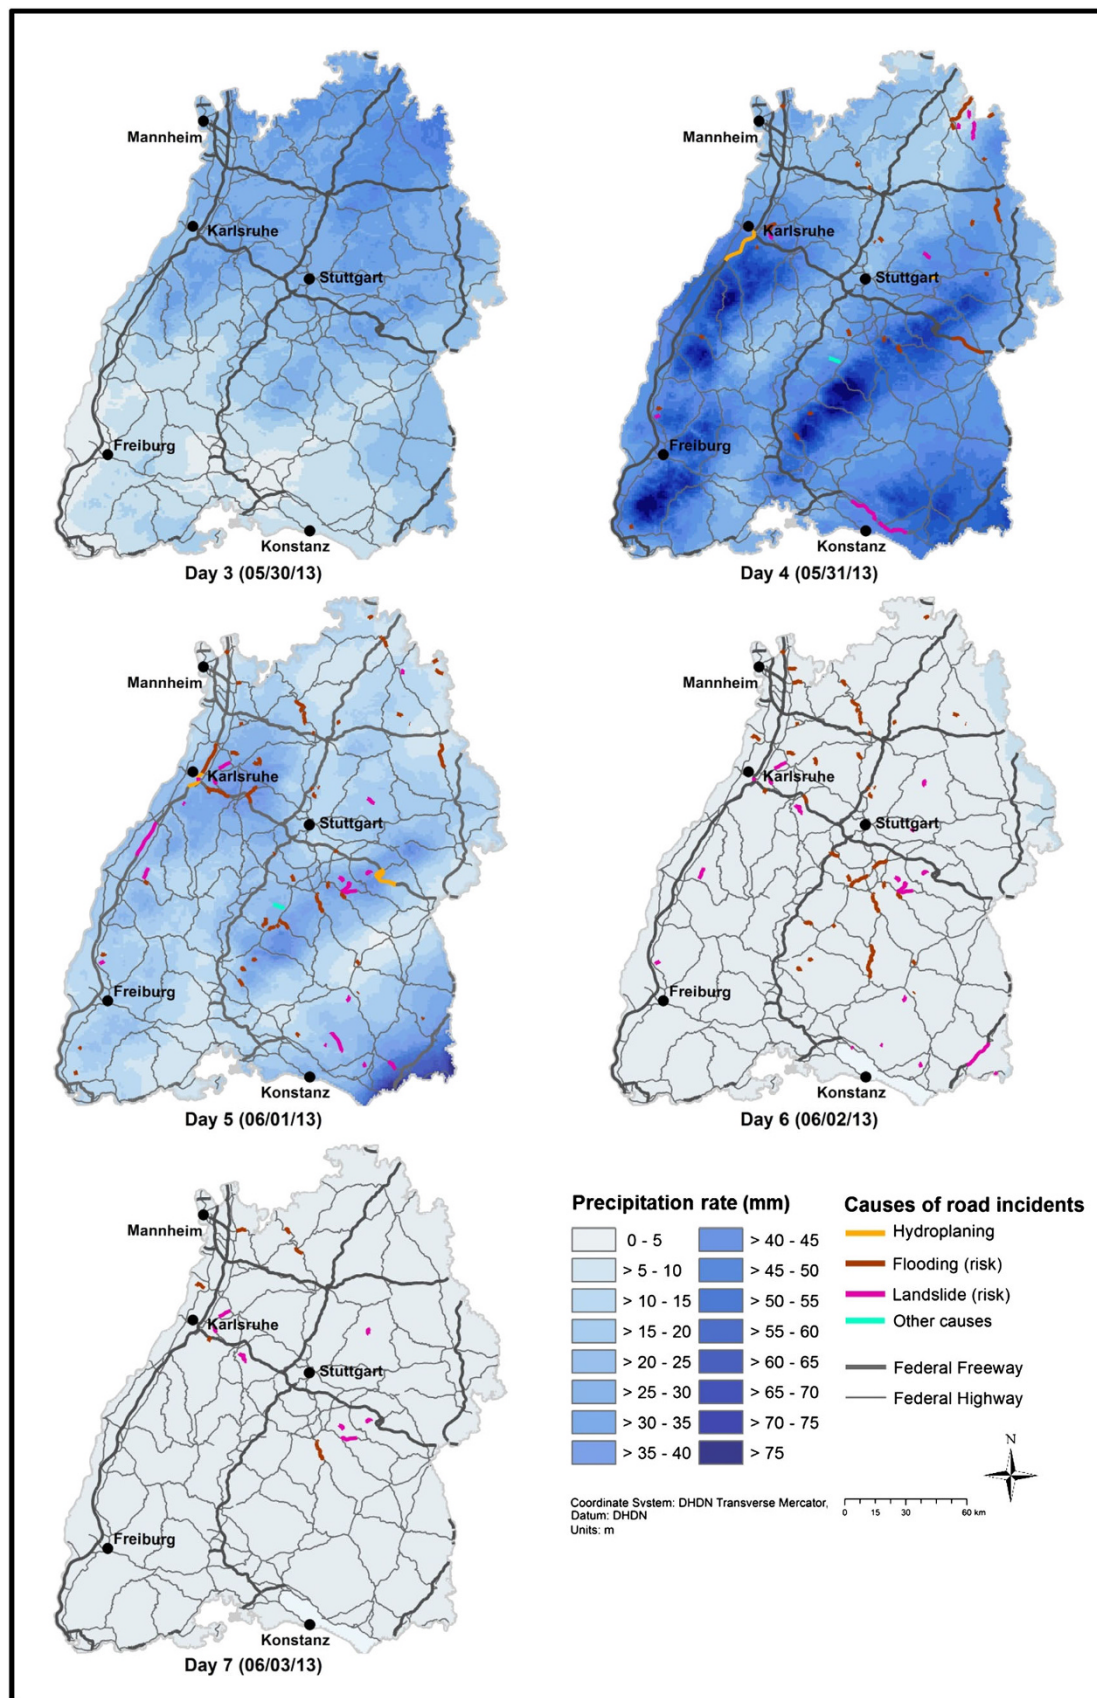 Mannheim
Karlsruhe
Stuttgart
Freiburg
Konstanz
Day 3 (05/30/13)
Mannheim
Karlsruhe
Stuttgart
Freiburg
Konstanz
Day 4 (05/31/13)
Mannheim
Karlsruhe
Stuttgart
Freiburg
Konstanz
Day 5 (06/01/13)
Mannheim
Karlsruhe
Stuttgart
Freiburg
Konstanz
Day 6 (06/02/13)
Mannheim
Karlsruhe
Stuttgart
Freiburg
Konstanz
Day 7 (06/03/13)
Precipitation rate (mm)
0 - 5
> 5 - 10
> 10 - 15
> 15 - 20
> 20 - 25
> 25 - 30
> 30 - 35
> 35 - 40
> 40 - 45
> 45 - 50
> 50 - 55
> 55 - 60
> 60 - 65
> 65 - 70
> 70 - 75
> 75
Causes of road incidents
Hydroplaning
Flooding (risk)
Landslide (risk)
Other causes
Federal Freeway
Federal Highway
N
Coordinate System: DHDN Transverse Mercator,
Datum: DHDN
Units: m
0 15 30 60 km